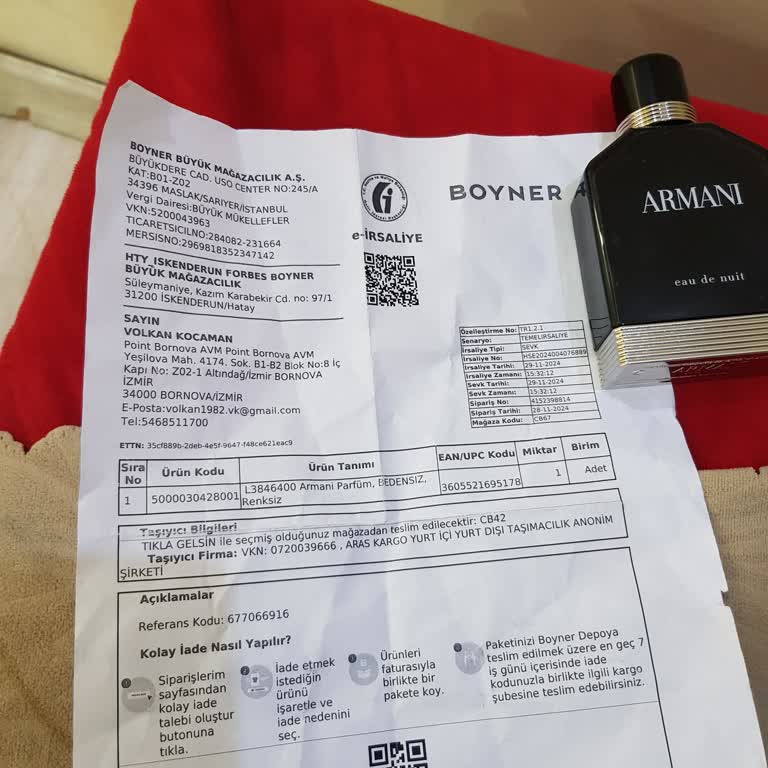 BOYNER BÜYÜK MAĞAZACILIK A.Ş.
BÜYÜKDERE CAD. USO CENTER NO:245/A
KAT:B01-Z02
34396 MASLAK/SARIYER/İSTANBUL
Vergi Dairesi:BÜYÜK MÜKELLEFLER
VKN:5200043963
TICARETSICILNO:284082-231664
MERSISNO:2969818352347142
BOYNER
e-İRSALİYE
HTY_ISKENDERUN FORBES BOYNER
BÜYÜK MAĞAZACILIK
Süleymaniye, Kazım Karabekir Cd. no: 97/1
31200 İSKENDERUN/Hatay
SAYIN
VOLKAN KOCAMAN
Point Bornova AVM Point Bornova AVM
Yeşilova Mah. 4174. Sok. B1-B2 Blok No:8 İç
Kapı No: Z02-1 Altındağ/İzmir BORNOVA
İZMİR
34000 BORNOVA/İZMİR
E-Posta:volkan1982.vk@gmail.com
Tel:5468511700
Özelleştirme No: TR1.2.1
Senaryo: TEMELIRSALIYE
İrsaliye Tipi: SEVK
İrsaliye No: HSE2024004076889
İrsaliye Tarihi: 29-11-2024
İrsaliye Zamanı: 15:32:12
Sevk Tarihi: 29-11-2024
Sevk Zamanı: 15:32:12
Sipariş No: 4152398814
Sipariş Tarihi: 28-11-2024
Mağaza Kodu: CB67
ETTN: 35cf889b-2deb-4e5f-9647-f48ce621eac9
Sıra No Ürün Kodu Ürün Tanımı EAN/UPC Kodu Miktar Birim
1 5000030428001 L3846400 Armani Parfüm, BEDENSIZ, Renksiz 3605521695178 1 Adet
Taşıyıcı Bilgileri
TIKLA GELSİN ile seçmiş olduğunuz mağazadan teslim edilecektir: CB42
Taşıyıcı Firma: VKN: 0720039666 , ARAS KARGO YURT İÇİ YURT DIŞI TAŞIMACILIK ANONİM
ŞİRKETİ
Açıklamalar
Referans Kodu: 677066916
Kolay İade Nasıl Yapılır?
Siparişlerim
sayfasından
kolay iade
talebi oluştur
butonuna
tıkla.
İade etmek
istediğin
ürünü
işaretle ve
iade nedenini
seç.
Ürünleri
faturasıyla
birlikte bir
pakete koy.
Paketinizi Boyner Depoya
teslim edilmek üzere en geç 7
iş günü içerisinde iade
kodunuzla birlikte ilgili kargo
şubesine teslim edebilirsiniz.
ARMANI
eau de nuit